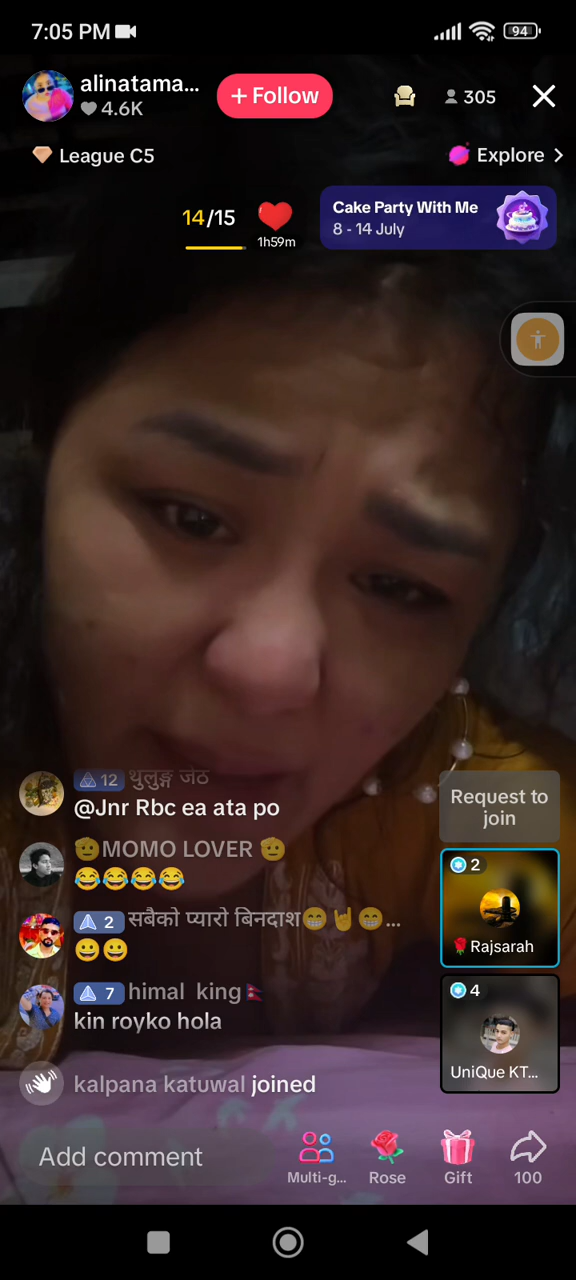 7:05 PM
94
alinatama...
4.6K
+ Follow
305
League C5
Explore
14/15
1h59m
Cake Party With Me
8 - 14 July
12 थुलुङ्ग जेठ
@Jnr Rbc ea ata po
🫡MOMO LOVER 🫡
😂😂😂😂
2 सबैको प्यारो बिनदाश😁🤘😁...
😀😀
7 himal king🇳🇵
kin royko hola
kalpana katuwal joined
Request to
join
2
🌹Rajsarah
4
UniQue KT...
Add comment
Multi-g...
Rose
Gift
100